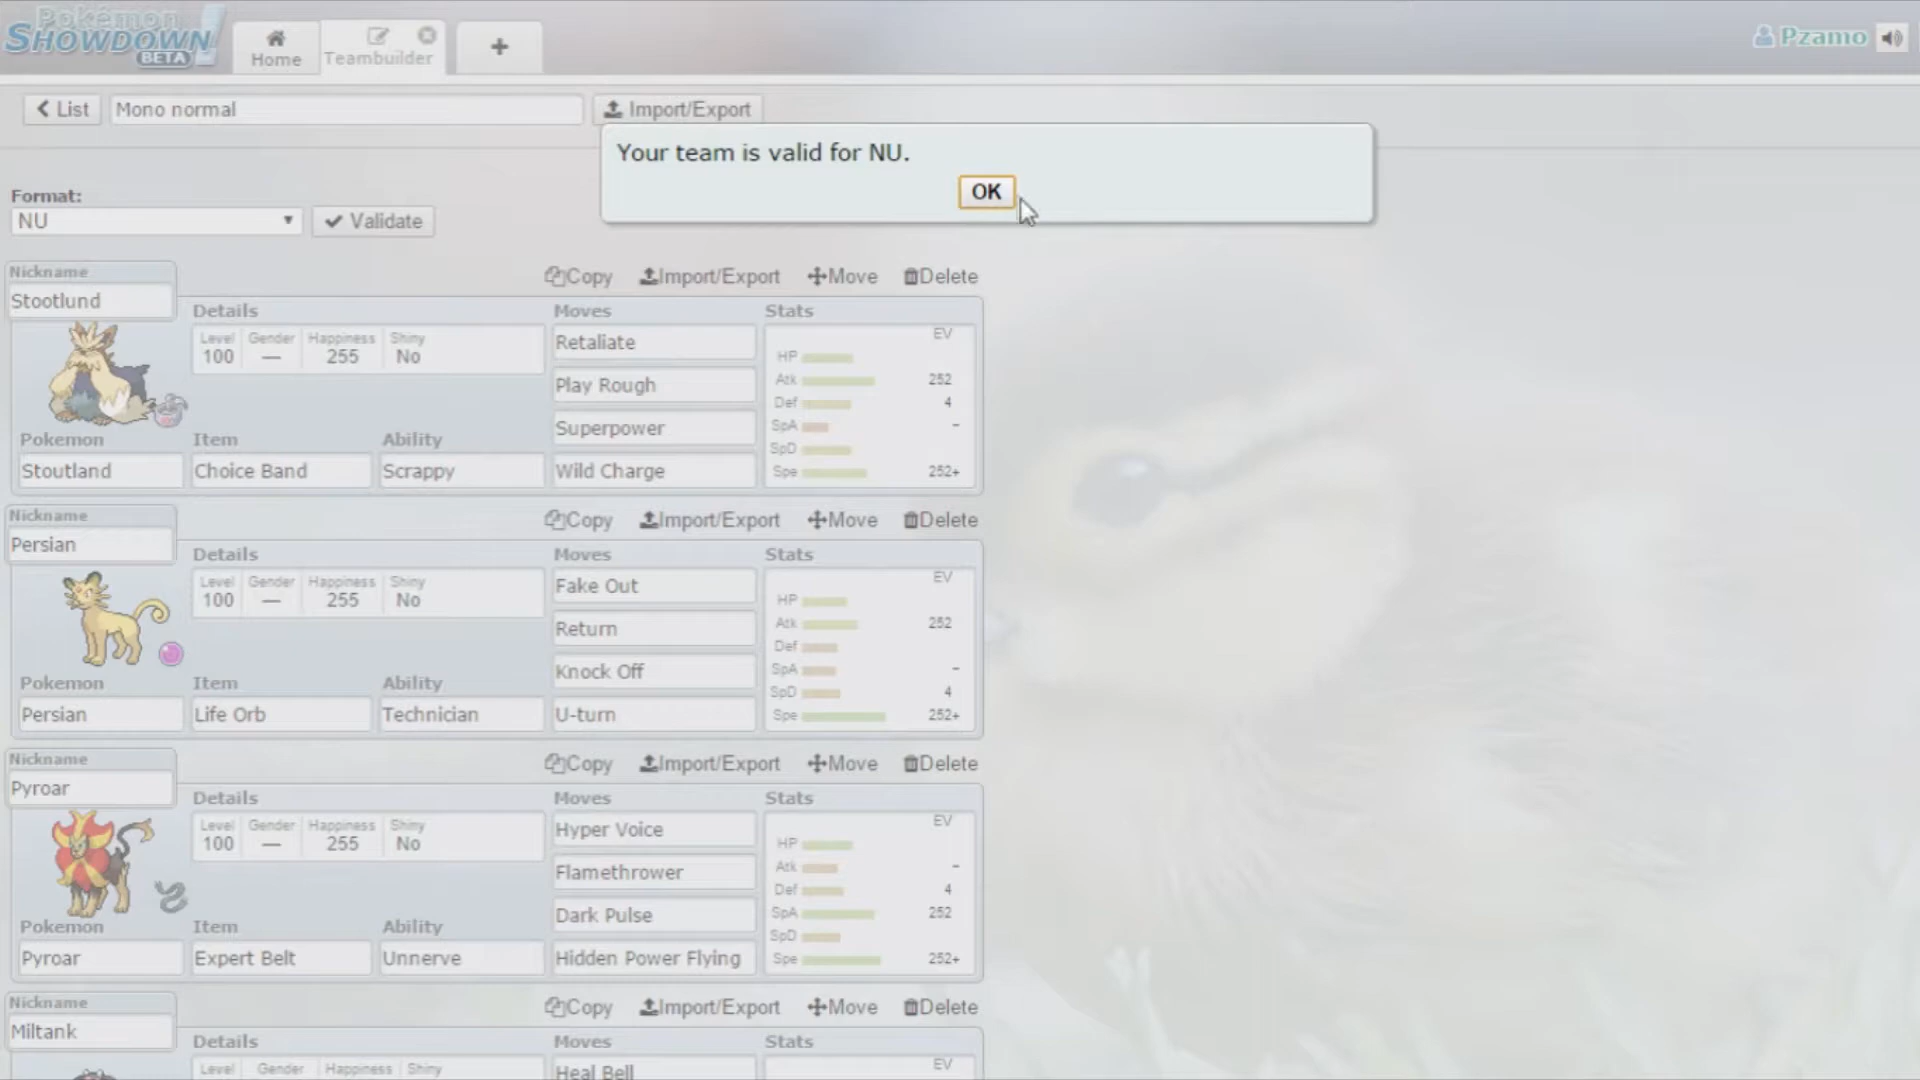 Pokémon
SHOWDOWN!
BETA
Home
Teambuilder
Pzamo
List
Mono normal
Import/Export
Your team is valid for NU.
OK
Format:
NU
Validate
Copy Import/Export Move Delete
Nickname
Stootlund
Details
Moves
Stats
Level Gender Happiness Shiny
100 — 255 No
Retaliate
Play Rough
Superpower
Wild Charge
EV
HP
Atk 252
Def 4
SpA –
SpD
Spe 252+
Pokemon Item Ability
Stoutland Choice Band Scrappy
Copy Import/Export Move Delete
Nickname
Persian
Details
Moves
Stats
Level Gender Happiness Shiny
100 — 255 No
Fake Out
Return
Knock Off
U-turn
EV
HP
Atk 252
Def
SpA –
SpD 4
Spe 252+
Pokemon Item Ability
Persian Life Orb Technician
Copy Import/Export Move Delete
Nickname
Pyroar
Details
Moves
Stats
Level Gender Happiness Shiny
100 — 255 No
Hyper Voice
Flamethrower
Dark Pulse
Hidden Power Flying
EV
HP
Atk –
Def 4
SpA 252
SpD
Spe 252+
Pokemon Item Ability
Pyroar Expert Belt Unnerve
Copy Import/Export Move Delete
Nickname
Miltank
Details
Moves
Stats
Level Gender Happiness Shiny
Heal Bell
EV